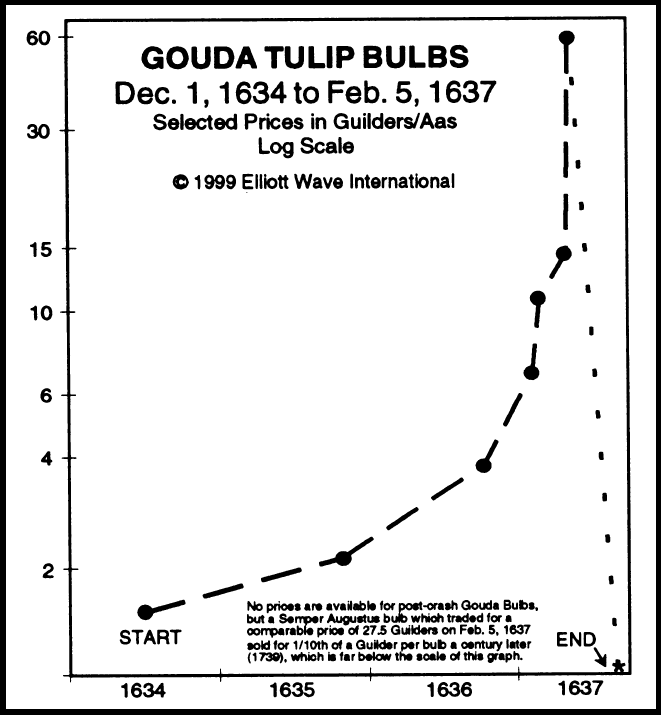 GOUDA TULIP BULBS
Dec. 1, 1634 to Feb. 5, 1637
Selected Prices in Guilders/Aas
Log Scale
© 1999 Elliott Wave International
60
30
15
10
6
4
2
START
No prices are available for post-crash Gouda Bulbs,
but a Semper Augustus bulb which traded for a
comparable price of 27.5 Guilders on Feb. 5, 1637
sold for 1/10th of a Guilder per bulb a century later
(1739), which is far below the scale of this graph.
END
*
1634
1635
1636
1637